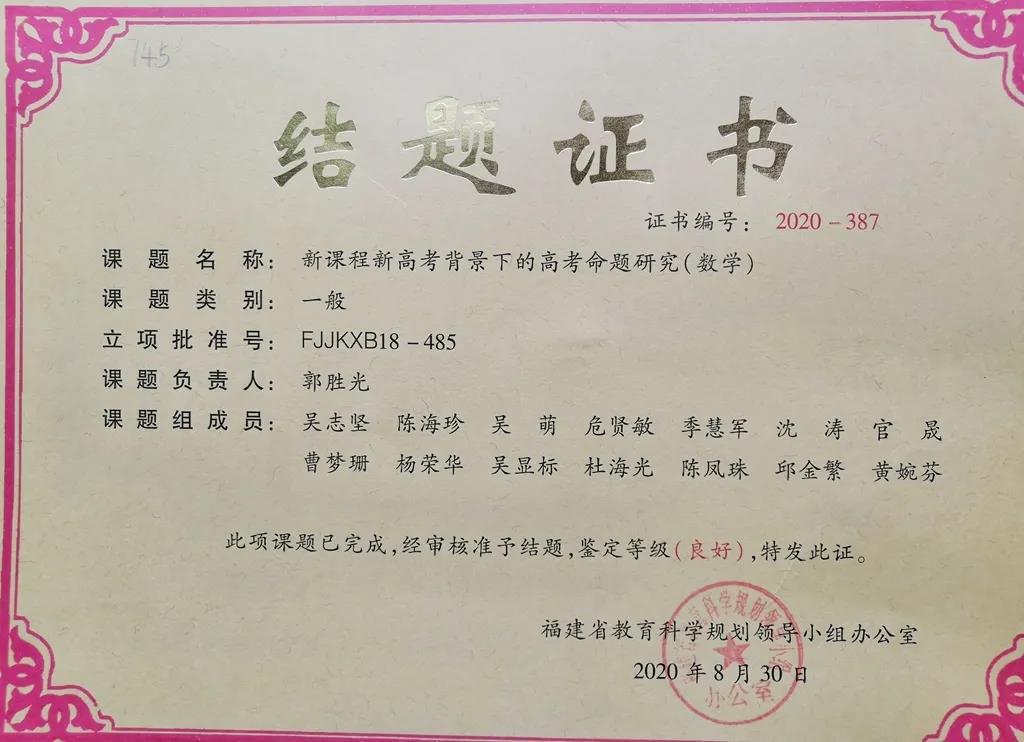 745
结题证书
证书编号： 2020－387
课题名称： 新课程新高考背景下的高考命题研究(数学)
课题类别： 一般
立项批准号： FJJKXB18－485
课题负责人： 郭胜光
课题组成员： 吴志坚 陈海珍 吴萌 危贤敏 季慧军 沈涛 官晟
曹梦珊 杨荣华 吴显标 杜海光 陈凤珠 邱金繁 黄婉芬
此项课题已完成,经审核准予结题,鉴定等级(良好),特发此证。
福建省教育科学规划领导小组办公室
2020 年 8 月 30 日
办公室